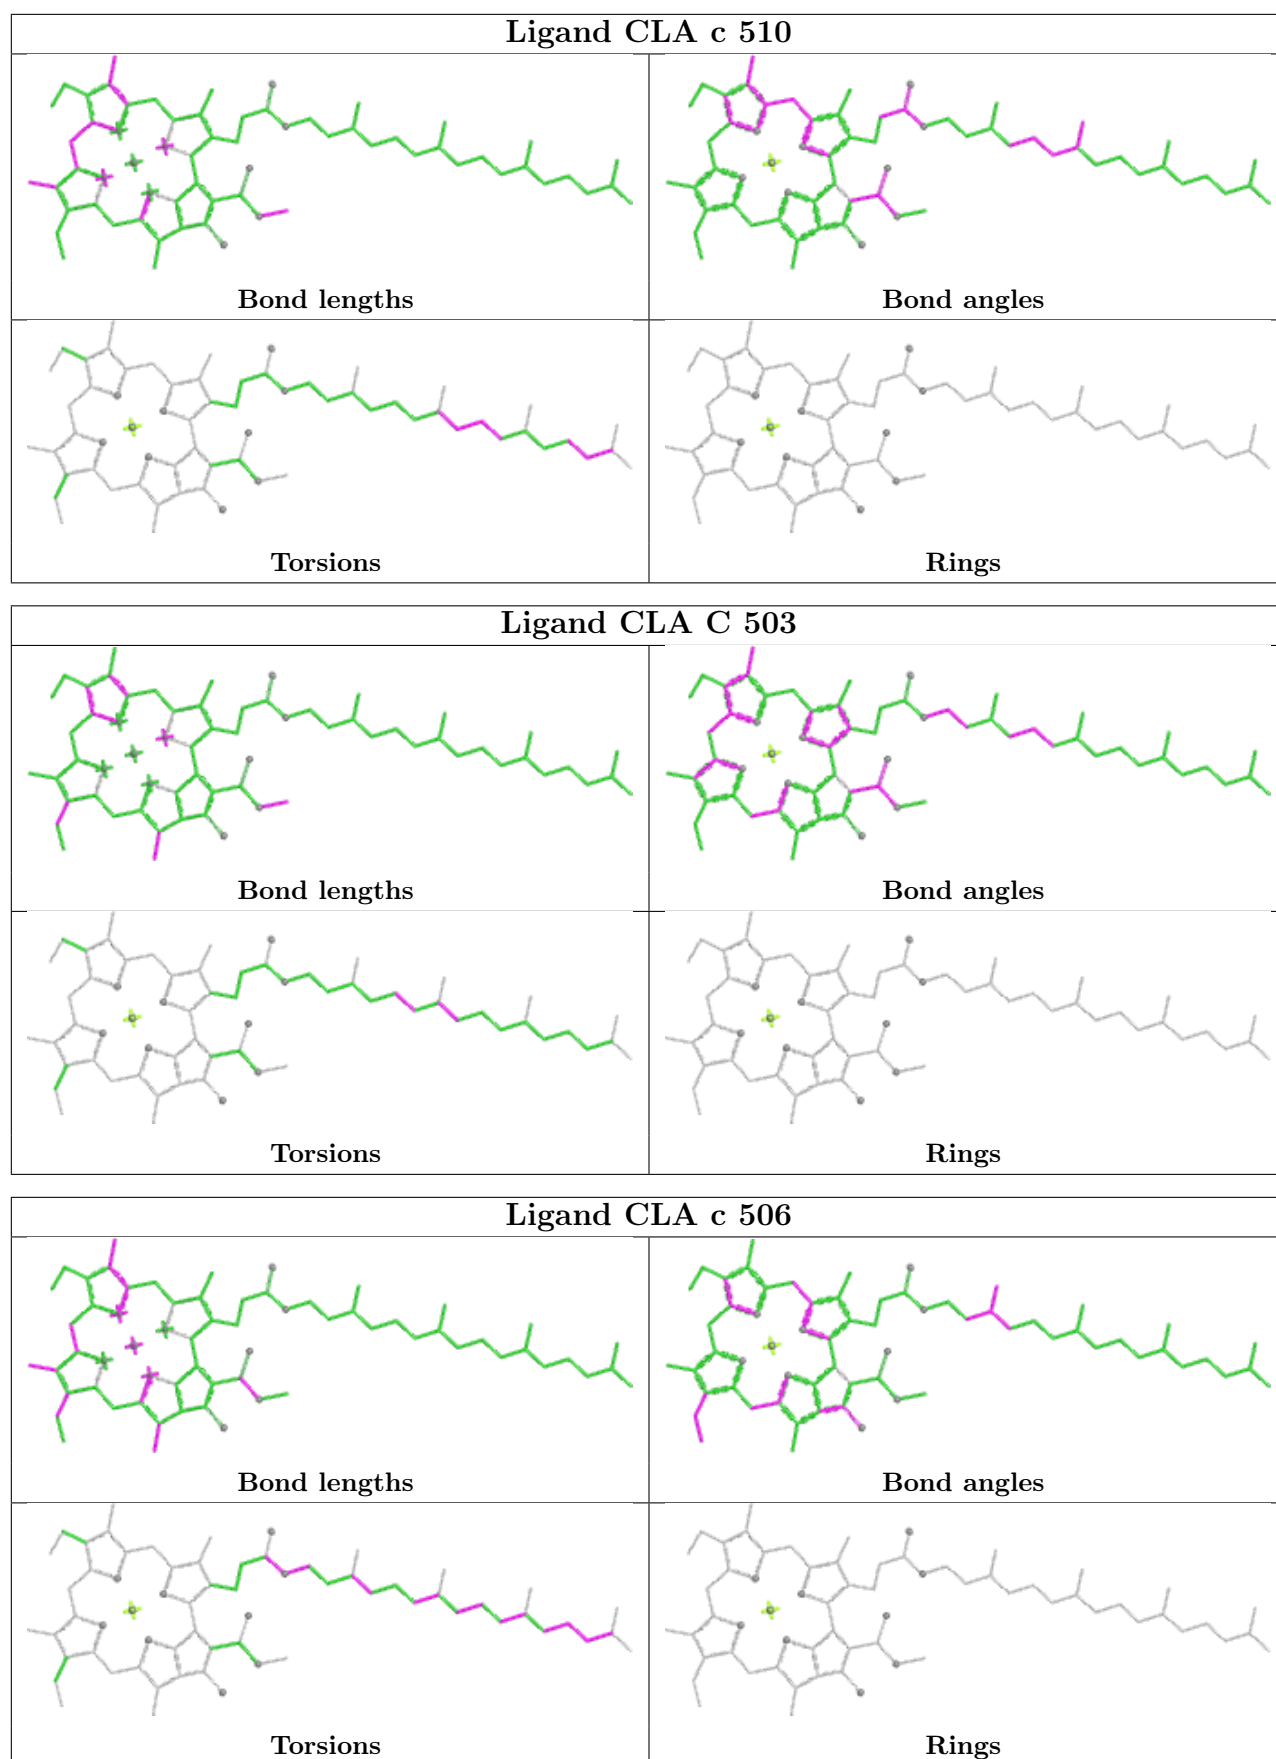 Ligand CLA c 510
Bond lengths
Bond angles
Torsions
Rings
Ligand CLA C 503
Bond lengths
Bond angles
Torsions
Rings
Ligand CLA c 506
Bond lengths
Bond angles
Torsions
Rings